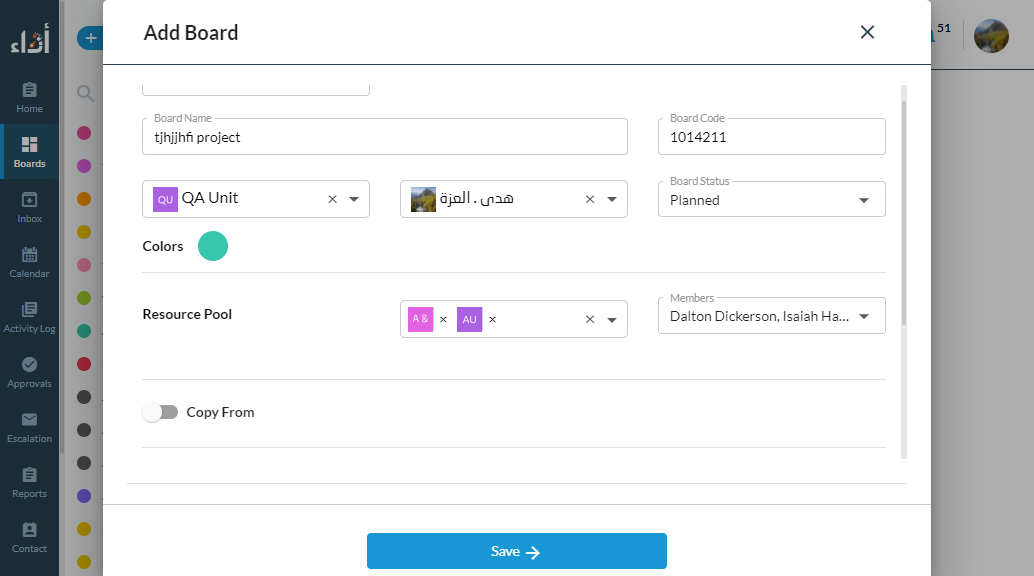 أداء
Home
Boards
Inbox
Calendar
Activity Log
Approvals
Escalation
Reports
Contact
+
51
Add Board
Board Name
tjhjjhfi project
Board Code
1014211
QU QA Unit
هدى . العزة
Board Status
Planned
Colors
Resource Pool
A &
AU
Members
Dalton Dickerson, Isaiah Ha...
Copy From
Save